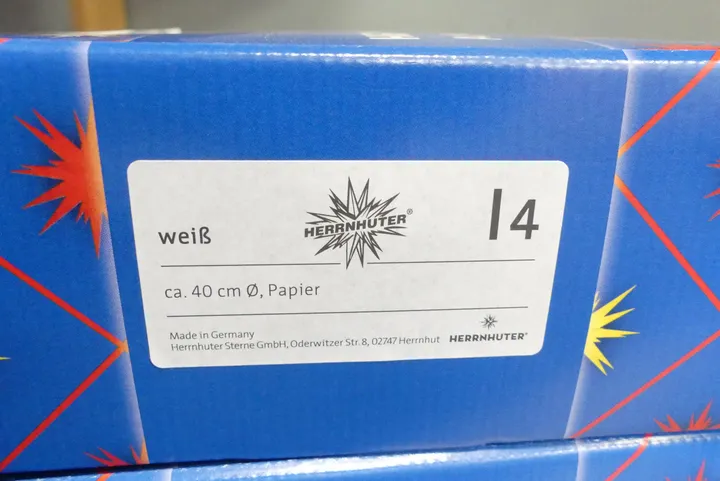 weiß
HERRNHUTER®
I4
ca. 40 cm Ø, Papier
Made in Germany
Herrnhuter Sterne GmbH, Oderwitzer Str. 8, 02747 Herrnhut
HERRNHUTER®